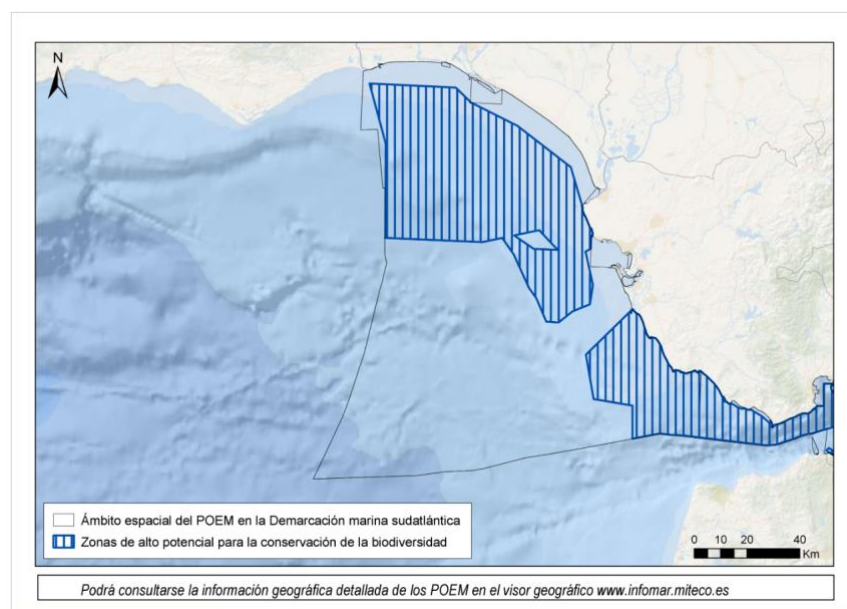 N
Ámbito espacial del POEM en la Demarcación marina sudatlántica
Zonas de alto potencial para la conservación de la biodiversidad
0 10 20 40
Km
Podrá consultarse la información geográfica detallada de los POEM en el visor geográfico www.infomar.miteco.es